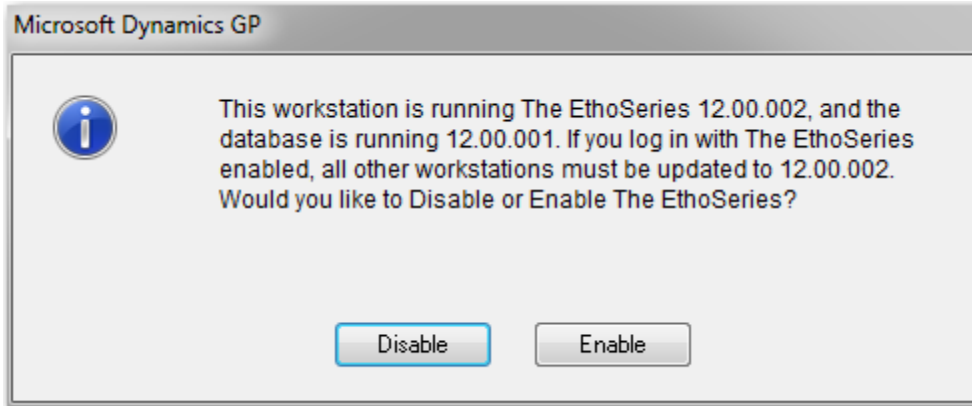 Microsoft Dynamics GP
This workstation is running The EthoSeries 12.00.002, and the
database is running 12.00.001. If you log in with The EthoSeries
enabled, all other workstations must be updated to 12.00.002.
Would you like to Disable or Enable The EthoSeries?
Disable
Enable